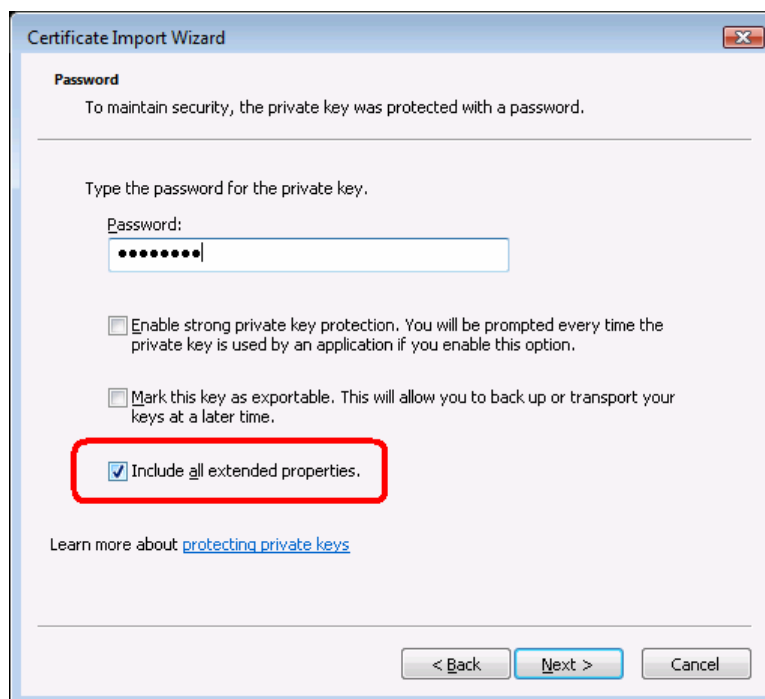 Certificate Import Wizard
Password
To maintain security, the private key was protected with a password.
Type the password for the private key.
Password:
••••••••
Enable strong private key protection. You will be prompted every time the
private key is used by an application if you enable this option.
Mark this key as exportable. This will allow you to back up or transport your
keys at a later time.
Include all extended properties.
Learn more about protecting private keys
< Back Next > Cancel